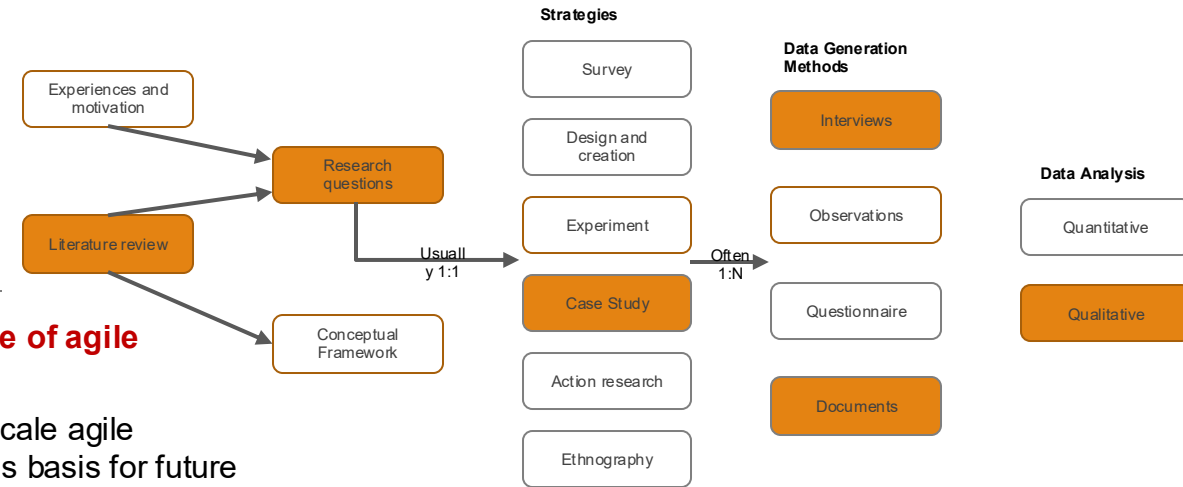 Strategies
Survey
Design and
creation
Experiment
Case Study
Action research
Ethnography
Data Generation
Methods
Interviews
Observations
Questionnaire
Documents
Data Analysis
Quantitative
Qualitative
Experiences and
motivation
Literature review
Research
questions
Conceptual
Framework
Usuall
y 1:1
Often
1:N
e of agile
cale agile
s basis for future